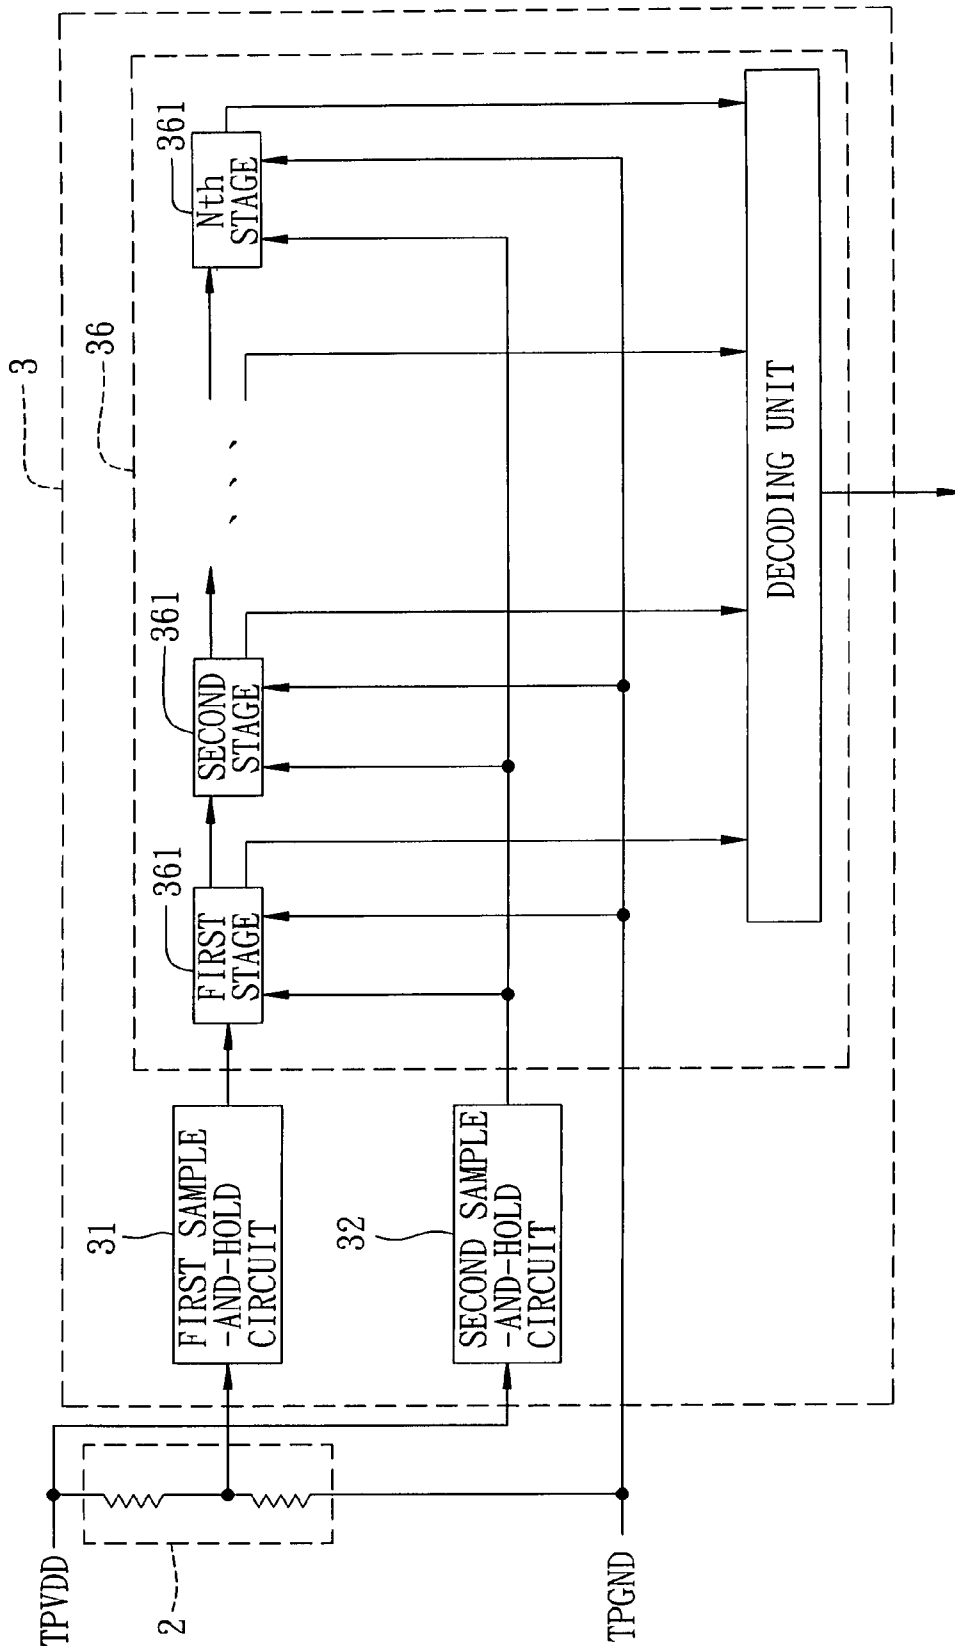 3
36
361
361
361
Nth
STAGE
SECOND
STAGE
FIRST
STAGE
DECODING UNIT
31
FIRST SAMPLE
-AND-HOLD
CIRCUIT
32
SECOND SAMPLE
-AND-HOLD
CIRCUIT
2
TPVDD
TPGND